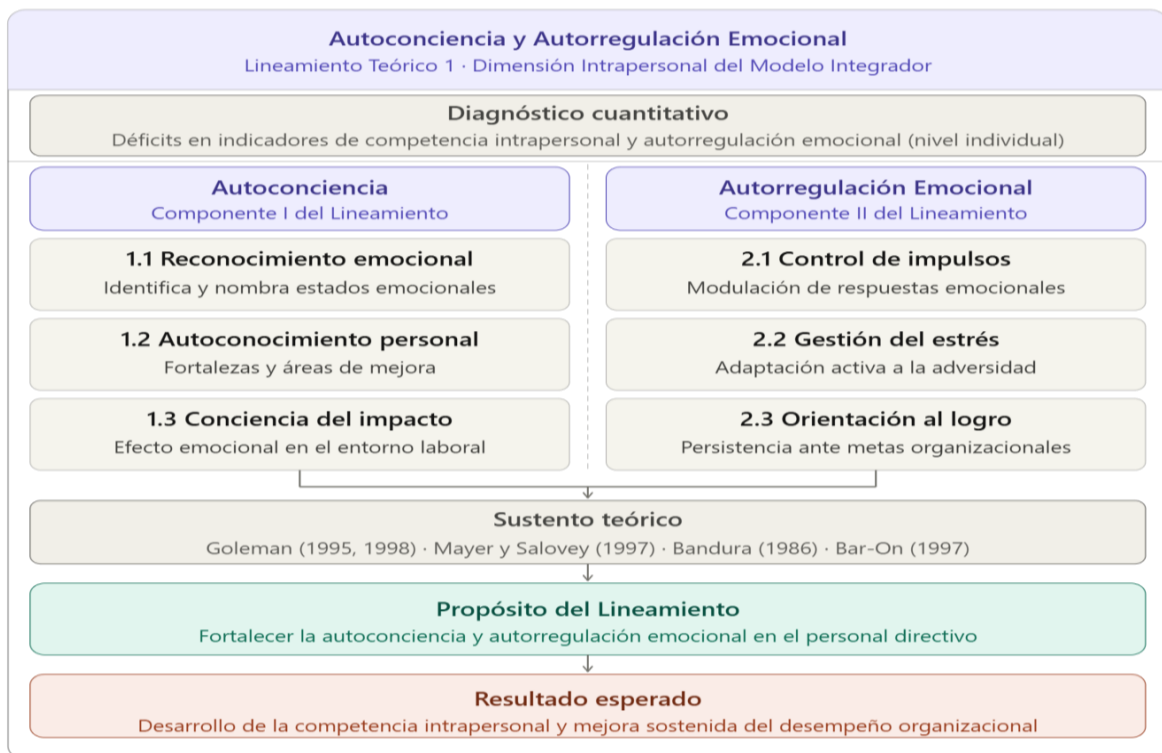 Autoconciencia y Autorregulación Emocional
Lineamiento Teórico 1 · Dimensión Intrapersonal del Modelo Integrador
Diagnóstico cuantitativo
Déficits en indicadores de competencia intrapersonal y autorregulación emocional (nivel individual)
Autoconciencia
Componente I del Lineamiento
1.1 Reconocimiento emocional
Identifica y nombra estados emocionales
1.2 Autoconocimiento personal
Fortalezas y áreas de mejora
1.3 Conciencia del impacto
Efecto emocional en el entorno laboral
Autorregulación Emocional
Componente II del Lineamiento
2.1 Control de impulsos
Modulación de respuestas emocionales
2.2 Gestión del estrés
Adaptación activa a la adversidad
2.3 Orientación al logro
Persistencia ante metas organizacionales
Sustento teórico
Goleman (1995, 1998) · Mayer y Salovey (1997) · Bandura (1986) · Bar-On (1997)
Propósito del Lineamiento
Fortalecer la autoconciencia y autorregulación emocional en el personal directivo
Resultado esperado
Desarrollo de la competencia intrapersonal y mejora sostenida del desempeño organizacional